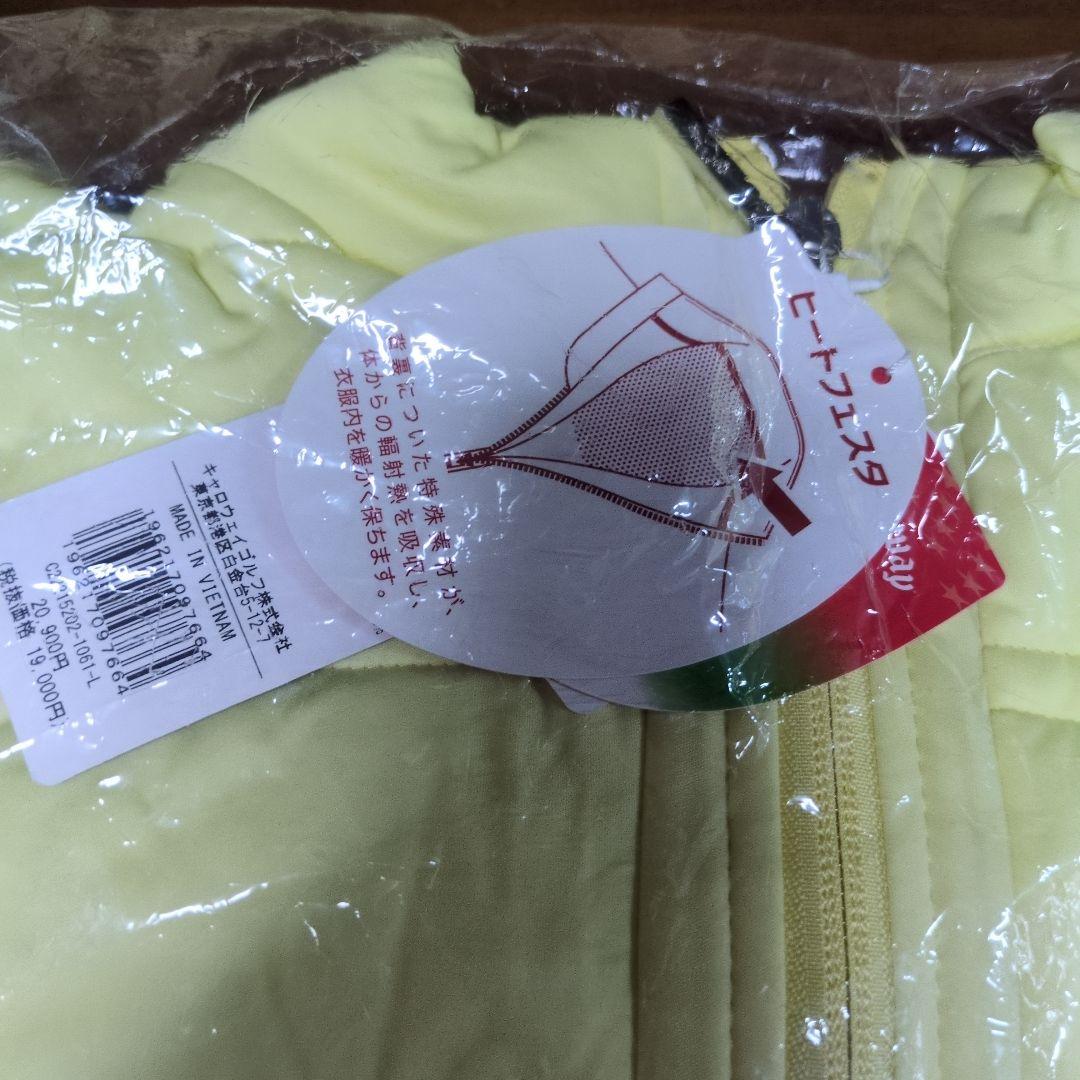 ヒートフェスタ
背裏についた特殊素材が、
体からの輻射熱を吸収し、
衣服内を暖かく保ちます。
way
キャロウェイゴルフ株式会社
東京都港区白金台5-12-7
MADE IN VIETNAM
196217097664
196217097664
20,900円
(税抜価格 19,000円)